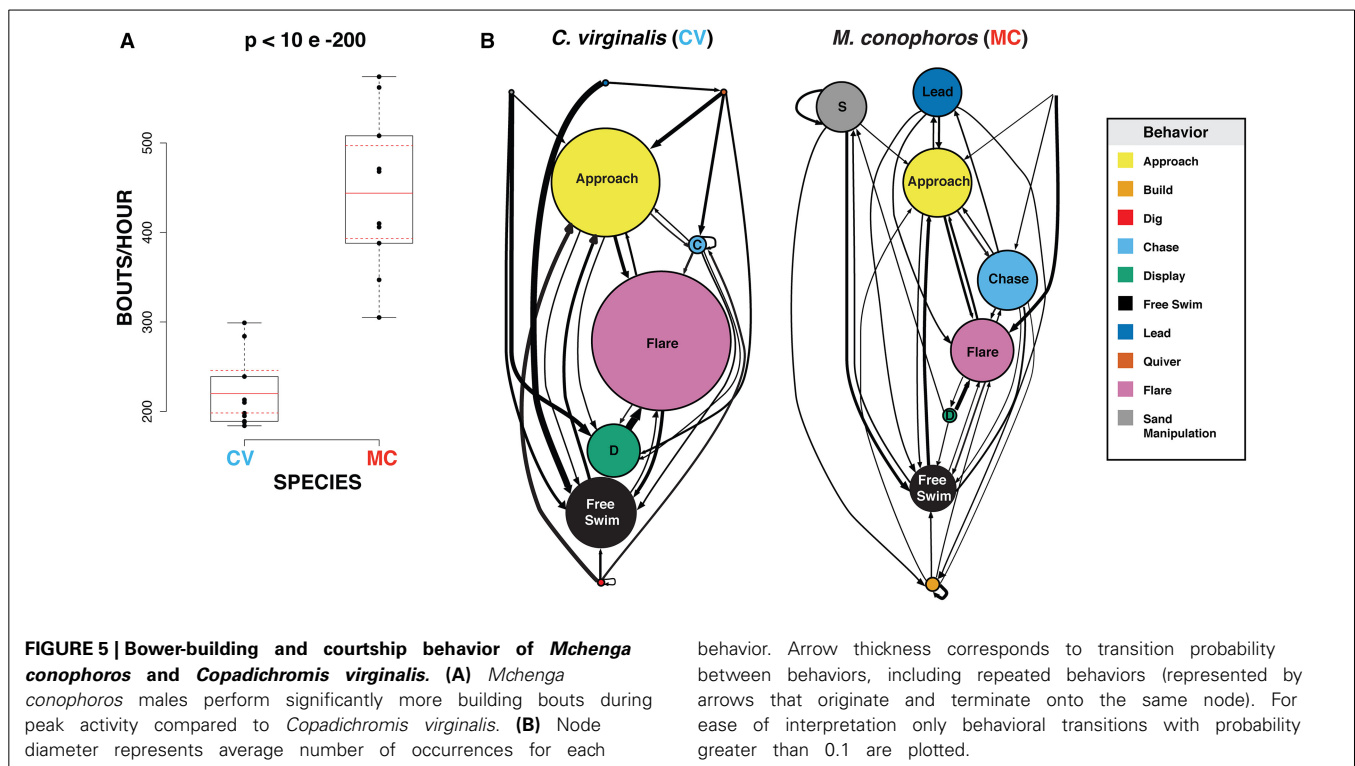 A
p < 10 e -200
BOUTS/HOUR
500
400
300
200
CV
MC
SPECIES
B
C. virginalis (CV)
Approach
C
Flare
D
Free
Swim
M. conophoros (MC)
S
Lead
Approach
Chase
Flare
D
Free
Swim
Behavior
Approach
Build
Dig
Chase
Display
Free Swim
Lead
Quiver
Flare
Sand
Manipulation
FIGURE 5 | Bower-building and courtship behavior of Mchenga
conophoros and Copadichromis virginalis. (A) Mchenga
conophoros males perform significantly more building bouts during
peak activity compared to Copadichromis virginalis. (B) Node
diameter represents average number of occurrences for each
behavior. Arrow thickness corresponds to transition probability
between behaviors, including repeated behaviors (represented by
arrows that originate and terminate onto the same node). For
ease of interpretation only behavioral transitions with probability
greater than 0.1 are plotted.